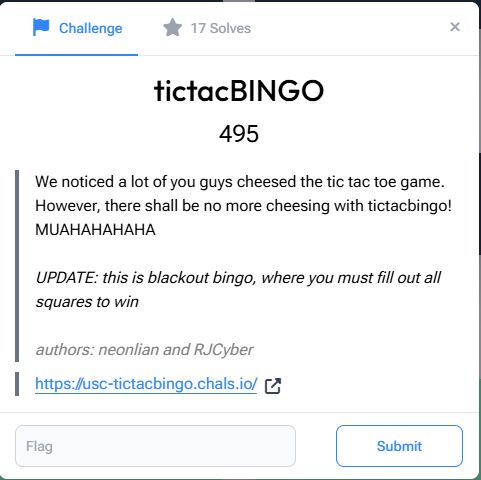 Challenge
17 Solves
×
tictacBINGO
495
We noticed a lot of you guys cheesed the tic tac toe game.
However, there shall be no more cheesing with tictacbingo!
MUAHAHAHAHA
UPDATE: this is blackout bingo, where you must fill out all
squares to win
authors: neonlian and RJCyber
https://usc-tictacbingo.chals.io/
Flag
Submit